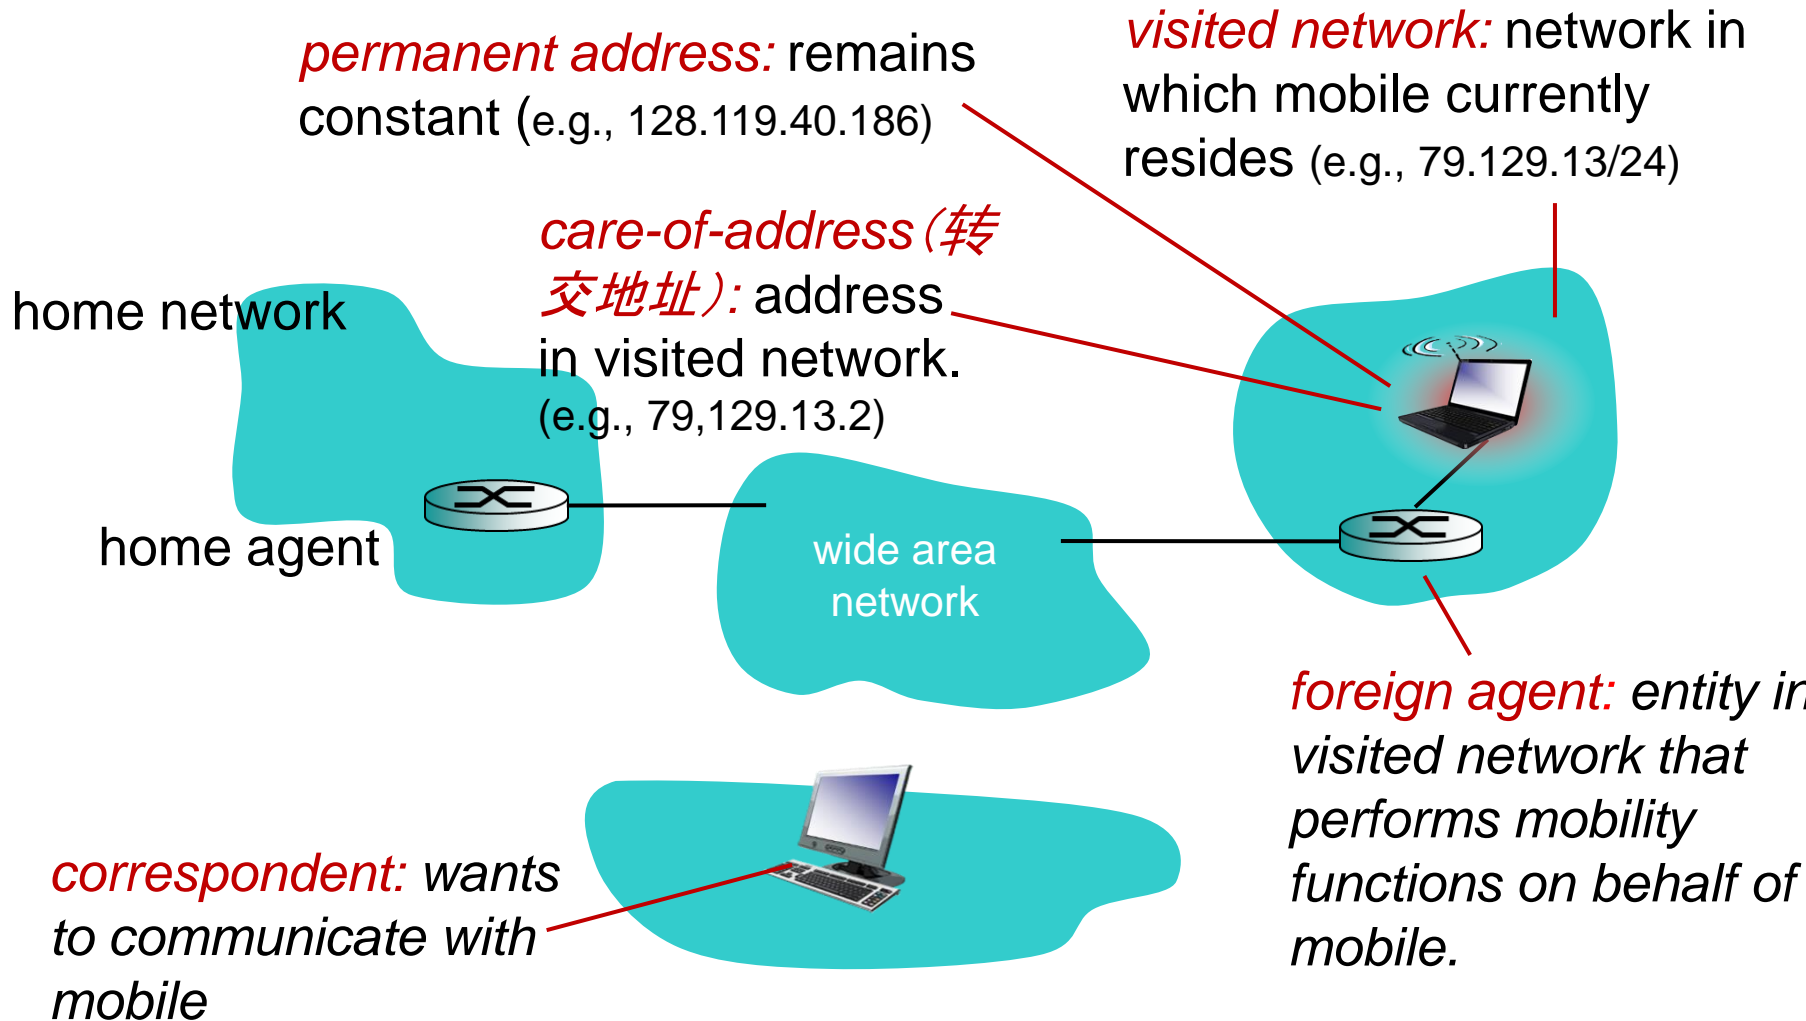 permanent address: remains
constant (e.g., 128.119.40.186)
visited network: network in
which mobile currently
resides (e.g., 79.129.13/24)
care-of-address（转
交地址）: address
in visited network.
(e.g., 79,129.13.2)
home network
home agent
wide area
network
foreign agent: entity in
visited network that
performs mobility
functions on behalf of
mobile.
correspondent: wants
to communicate with
mobile